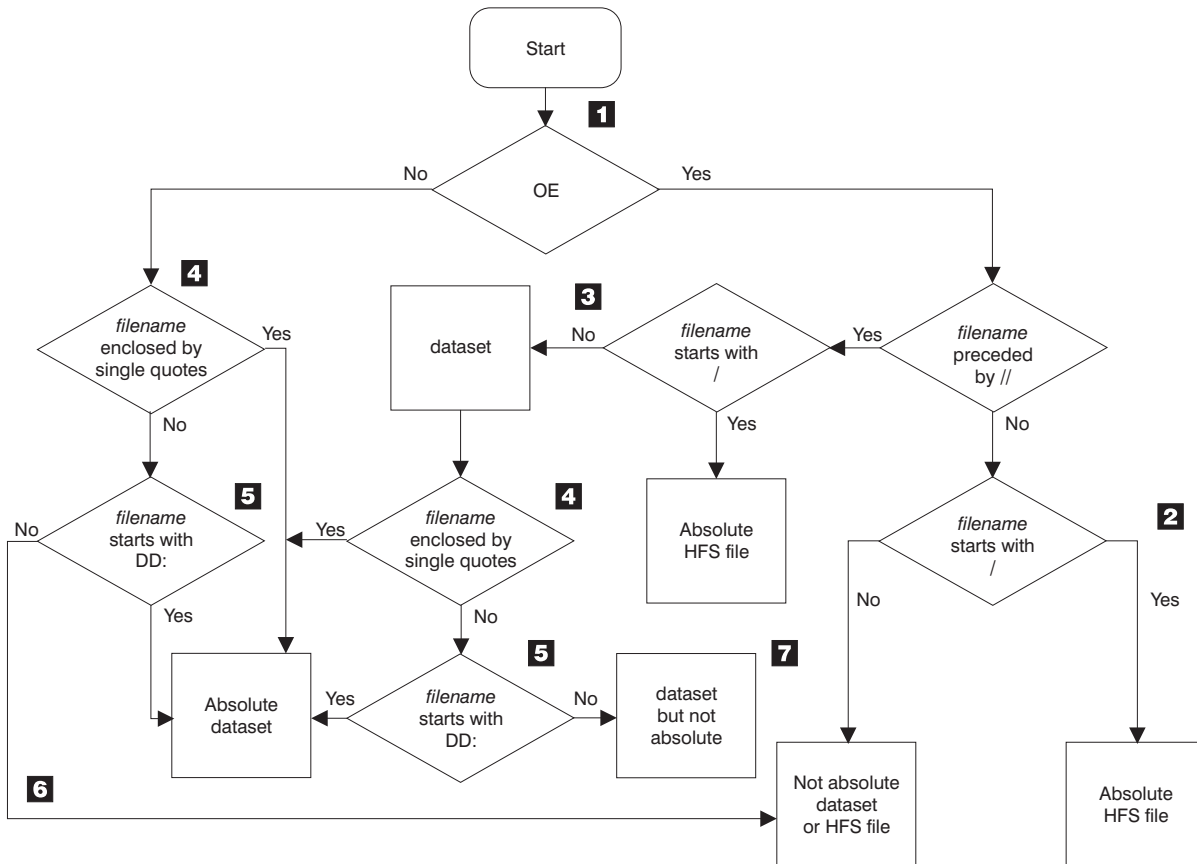 Start
1
OE
No
Yes
4
filename
enclosed by
single quotes
Yes
No
dataset
3
No
filename
starts with
/
Yes
Yes
filename
preceded
by //
No
5
No
filename
starts with
DD:
Yes
4
Yes
filename
enclosed by
single quotes
No
Absolute
HFS file
2
filename
starts with
/
No
Yes
Absolute
dataset
5
Yes
filename
starts with
DD:
No
7
dataset
but not
absolute
6
Not absolute
dataset
or HFS file
Absolute
HFS file